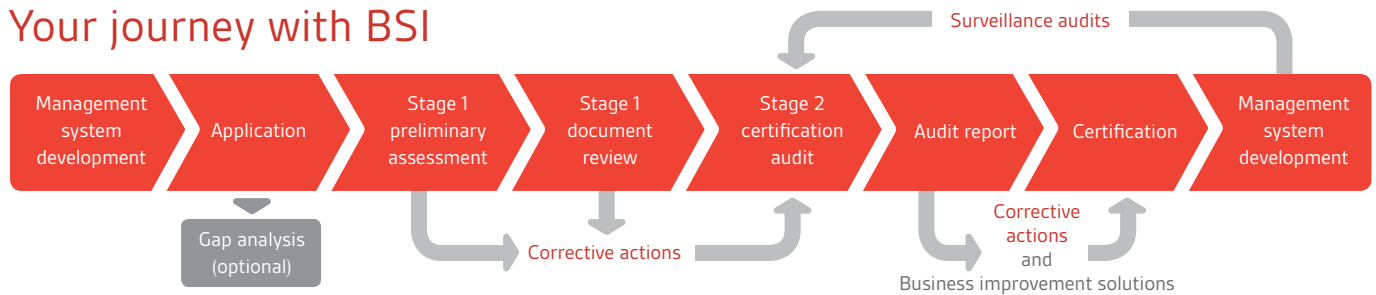 Your journey with BSI
Surveillance audits
Management
system
development
Application
Stage 1
preliminary
assessment
Stage 1
document
review
Stage 2
certification
audit
Audit report
Certification
Management
system
development
Gap analysis
(optional)
Corrective actions
Corrective
actions
and
Business improvement solutions